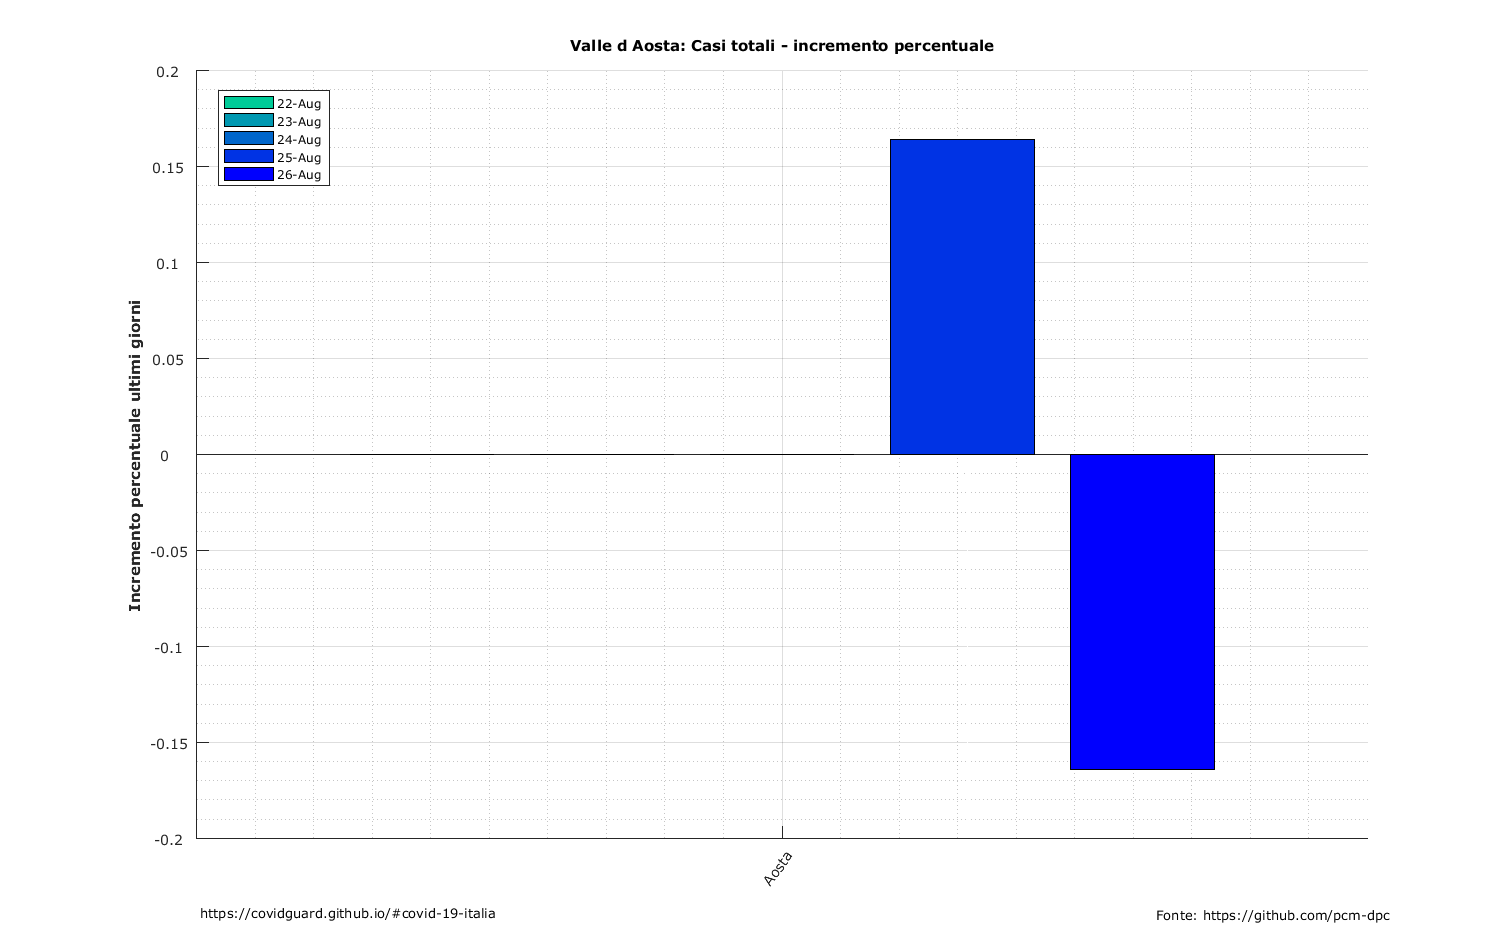 Valle d Aosta: Casi totali - incremento percentuale
0.2
0.15
0.1
0.05
0
-0.05
-0.1
-0.15
-0.2
Incremento percentuale ultimi giorni
22-Aug
23-Aug
24-Aug
25-Aug
26-Aug
Aosta
https://covidguard.github.io/#covid-19-italia
Fonte: https://github.com/pcm-dpc